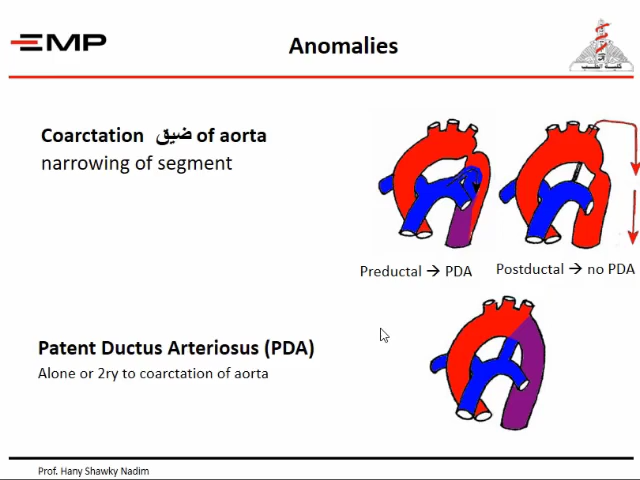 EMP
Anomalies
Coarctation ضيق of aorta
narrowing of segment
Preductal → PDA
Postductal → no PDA
Patent Ductus Arteriosus (PDA)
Alone or 2ry to coarctation of aorta
Prof. Hany Shawky Nadim